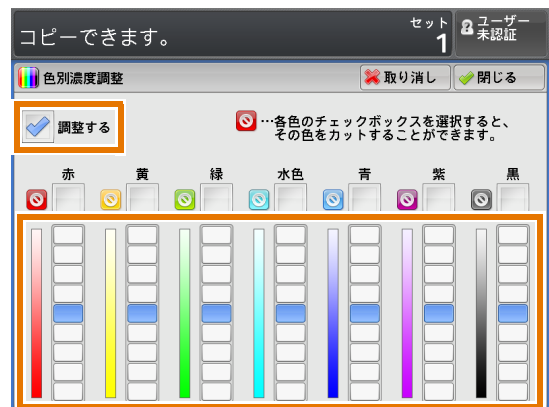 コピーできます。
セット
1
ユーザー
未認証
色別濃度調整
取り消し
閉じる
調整する
…各色のチェックボックスを選択すると、
その色をカットすることができます。
赤 黄 緑 水色 青 紫 黒